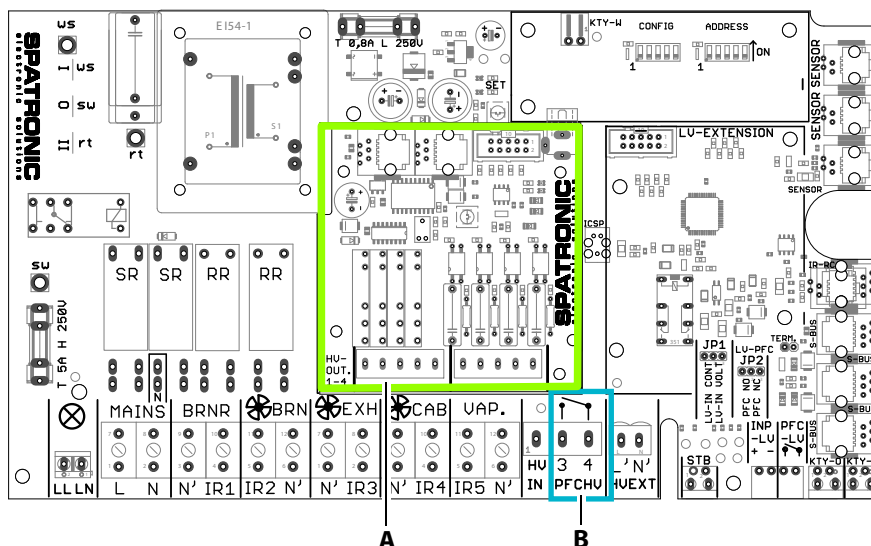 ws
SPATRONIC
electronic solutions
I ws
O sw
II rt
rt
EI54-1
P1
S1
T 0,8A L 250V
SET
KTY-W
CONFIG
ADDRESS
1
1
ON
SENSOR
SENSOR
SENSOR
LV-EXTENSION
SPATRONIC
ICSP
IR-RC
S-BUS
S-BUS
S-BUS
sw
T 5A H 250V
SR
SR
RR
RR
N
HV-
OUT.
1-4
JP1
LV-IN CONT
LV-IN VOLT
LV-PFC
JP2
PFC NO
PFC NC
TERM.
MAINS
BRNR
BRN
EXH
CAB
VAP.
LL LN
L N
N' IR1
IR2 N'
N' IR3
N' IR4
IR5 N'
1
HV
IN
3 4
PFCHV
L' N'
HVEXT
STB
INP
-LV
+ -
PFC
-LV
KTY-O
KTY-
A
B